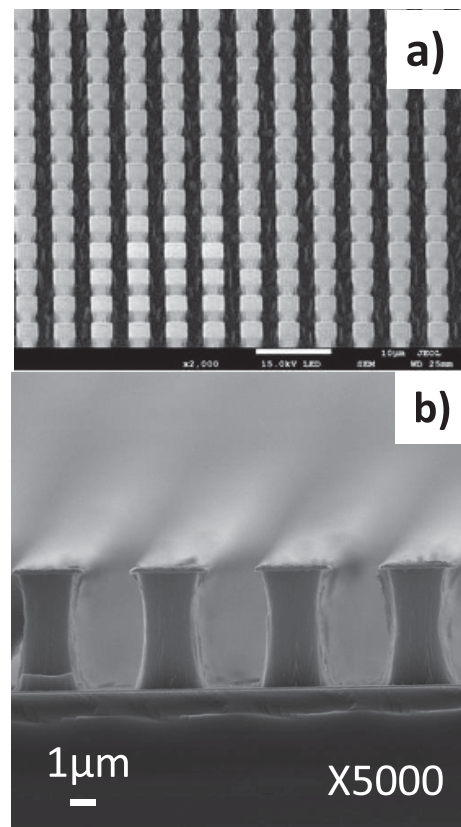 a)
10µm JEOL
x2,000 15.0kV LED SEM WD 25mm
b)
1µm
X5000